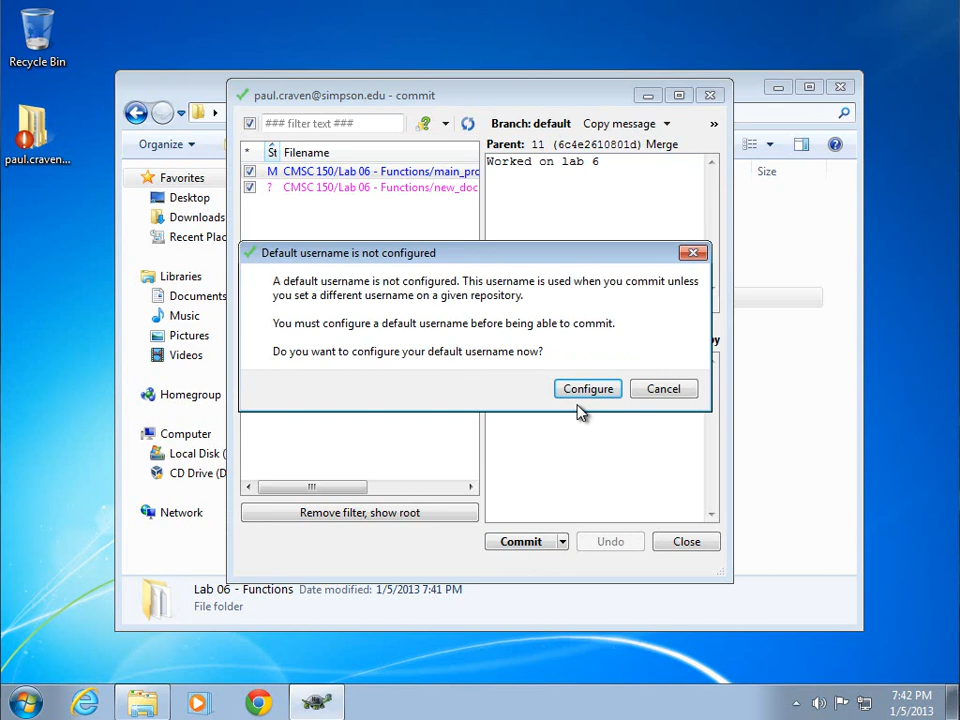 Recycle Bin
paul.craven...
paul.craven@simpson.edu - commit
### filter text ###
Branch: default
Copy message
»
Parent: 11 (6c4e2610801d) Merge
* St Filename
M CMSC 150/Lab 06 - Functions/main_pro
? CMSC 150/Lab 06 - Functions/new_doc
Worked on lab 6
Organize
Size
Favorites
Desktop
Downloads
Recent Plac
Libraries
Documents
Music
Pictures
Videos
Homegroup
Computer
Local Disk (
CD Drive (D
Network
Default username is not configured
A default username is not configured. This username is used when you commit unless
you set a different username on a given repository.
You must configure a default username before being able to commit.
Do you want to configure your default username now?
Configure
Cancel
Remove filter, show root
Commit
Undo
Close
Lab 06 - Functions Date modified: 1/5/2013 7:41 PM
File folder
7:42 PM
1/5/2013